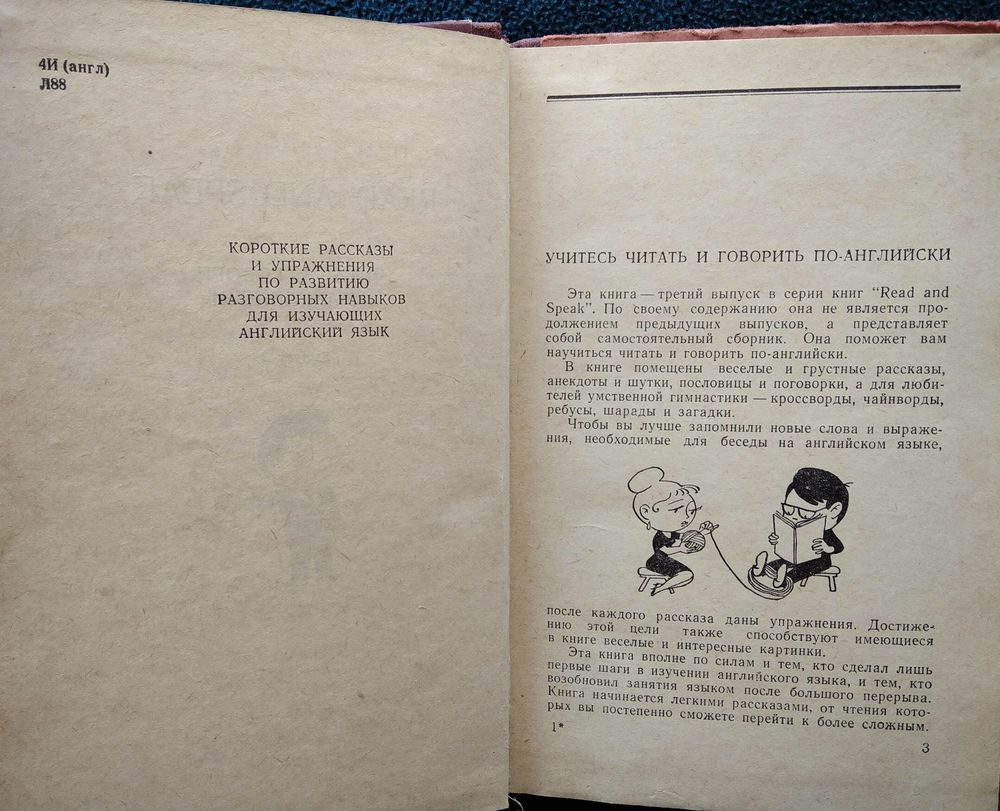 4И (англ)
Л88
КОРОТКИЕ РАССКАЗЫ
И УПРАЖНЕНИЯ
ПО РАЗВИТИЮ
РАЗГОВОРНЫХ НАВЫКОВ
ДЛЯ ИЗУЧАЮЩИХ
АНГЛИЙСКИЙ ЯЗЫК
УЧИТЕСЬ ЧИТАТЬ И ГОВОРИТЬ ПО-АНГЛИЙСКИ
Эта книга — третий выпуск в серии книг “Read and
Speak”. По своему содержанию она не является про-
должением предыдущих выпусков, а представляет
собой самостоятельный сборник. Она поможет вам
научиться читать и говорить по-английски.
В книге помещены веселые и грустные рассказы,
анекдоты и шутки, пословицы и поговорки, а для люби-
телей умственной гимнастики — кроссворды, чайнворды,
ребусы, шарады и загадки.
Чтобы вы лучше запомнили новые слова и выраже-
ния, необходимые для беседы на английском языке,
после каждого рассказа даны упражнения. Достиже-
нию этой цели также способствуют имеющиеся
в книге веселые и интересные картинки.
Эта книга вполне по силам и тем, кто сделал лишь
первые шаги в изучении английского языка, и тем, кто
возобновил занятия языком после большого перерыва.
Книга начинается легкими рассказами, от чтения кото-
рых вы постепенно сможете перейти к более сложным.
1*
3